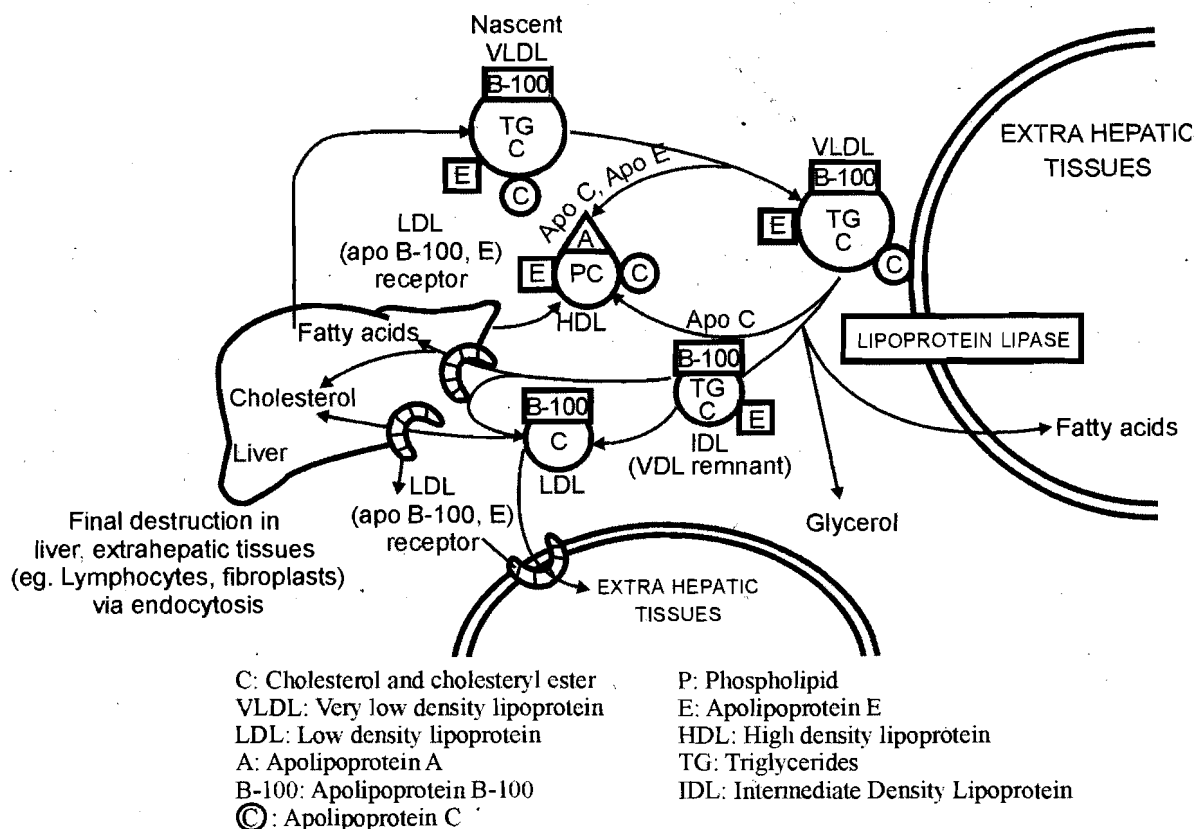 Nascent
VLDL
B-100
TG
C
E
C
EXTRA HEPATIC
TISSUES
VLDL
B-100
TG
C
E
C
Apo C, Apo E
LDL
(apo B-100, E)
receptor
A
E
PC
C
HDL
Fatty acids
Apo C
LIPOPROTEIN LIPASE
B-100
TG
C
E
IDL
(VDL remnant)
Cholesterol
B-100
C
LDL
Liver
Fatty acids
LDL
(apo B-100, E)
receptor
Glycerol
Final destruction in
liver, extrahepatic tissues
(eg. Lymphocytes, fibroplasts)
via endocytosis
EXTRA HEPATIC
TISSUES
C: Cholesterol and cholesteryl ester
VLDL: Very low density lipoprotein
LDL: Low density lipoprotein
A: Apolipoprotein A
B-100: Apolipoprotein B-100
C : Apolipoprotein C
P: Phospholipid
E: Apolipoprotein E
HDL: High density lipoprotein
TG: Triglycerides
IDL: Intermediate Density Lipoprotein